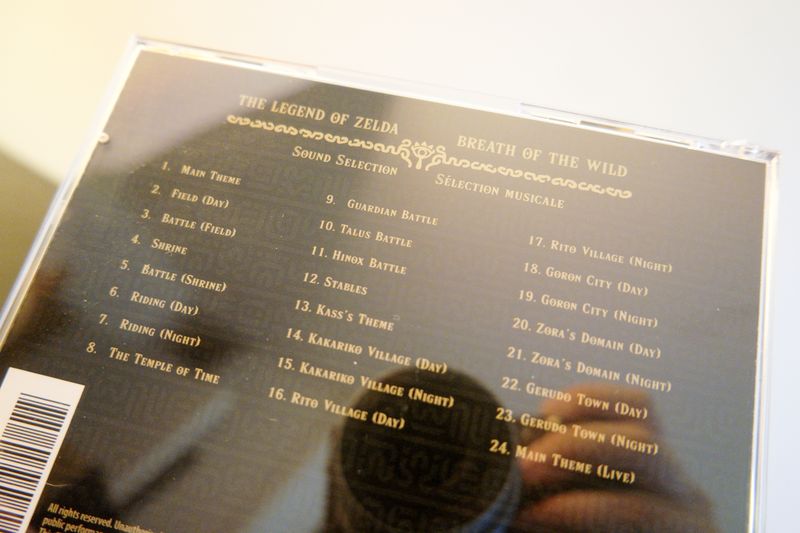 THE LEGEND OF ZELDA
BREATH OF THE WILD
SOUND SELECTION
SÉLECTION MUSICALE
1. MAIN THEME
2. FIELD (DAY)
3. BATTLE (FIELD)
4. SHRINE
5. BATTLE (SHRINE)
6. RIDING (DAY)
7. RIDING (NIGHT)
8. THE TEMPLE OF TIME
9. GUARDIAN BATTLE
10. TALUS BATTLE
11. HINOX BATTLE
12. STABLES
13. KASS'S THEME
14. KAKARIKO VILLAGE (DAY)
15. KAKARIKO VILLAGE (NIGHT)
16. RITO VILLAGE (DAY)
17. RITO VILLAGE (NIGHT)
18. GORON CITY (DAY)
19. GORON CITY (NIGHT)
20. ZORA'S DOMAIN (DAY)
21. ZORA'S DOMAIN (NIGHT)
22. GERUDO TOWN (DAY)
23. GERUDO TOWN (NIGHT)
24. MAIN THEME (LIVE)
All rights reserved.
public